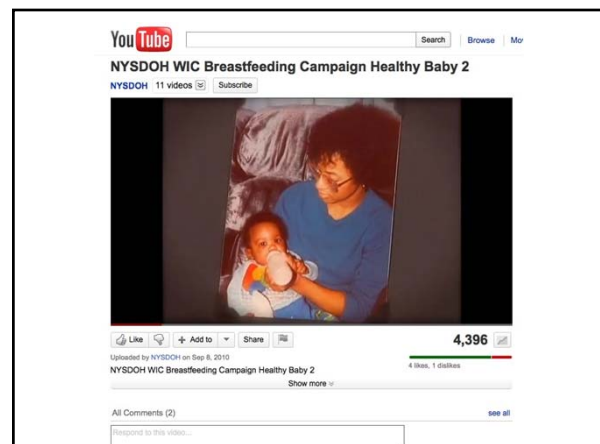 YouTube Search Browse Mo
NYSDOH WIC Breastfeeding Campaign Healthy Baby 2
NYSDOH 11 videos Subscribe
Like Add to Share 4,396
Uploaded by NYSDOH on Sep 8, 2010
4 likes, 1 dislikes
NYSDOH WIC Breastfeeding Campaign Healthy Baby 2
Show more
All Comments (2) see all
Respond to this video...